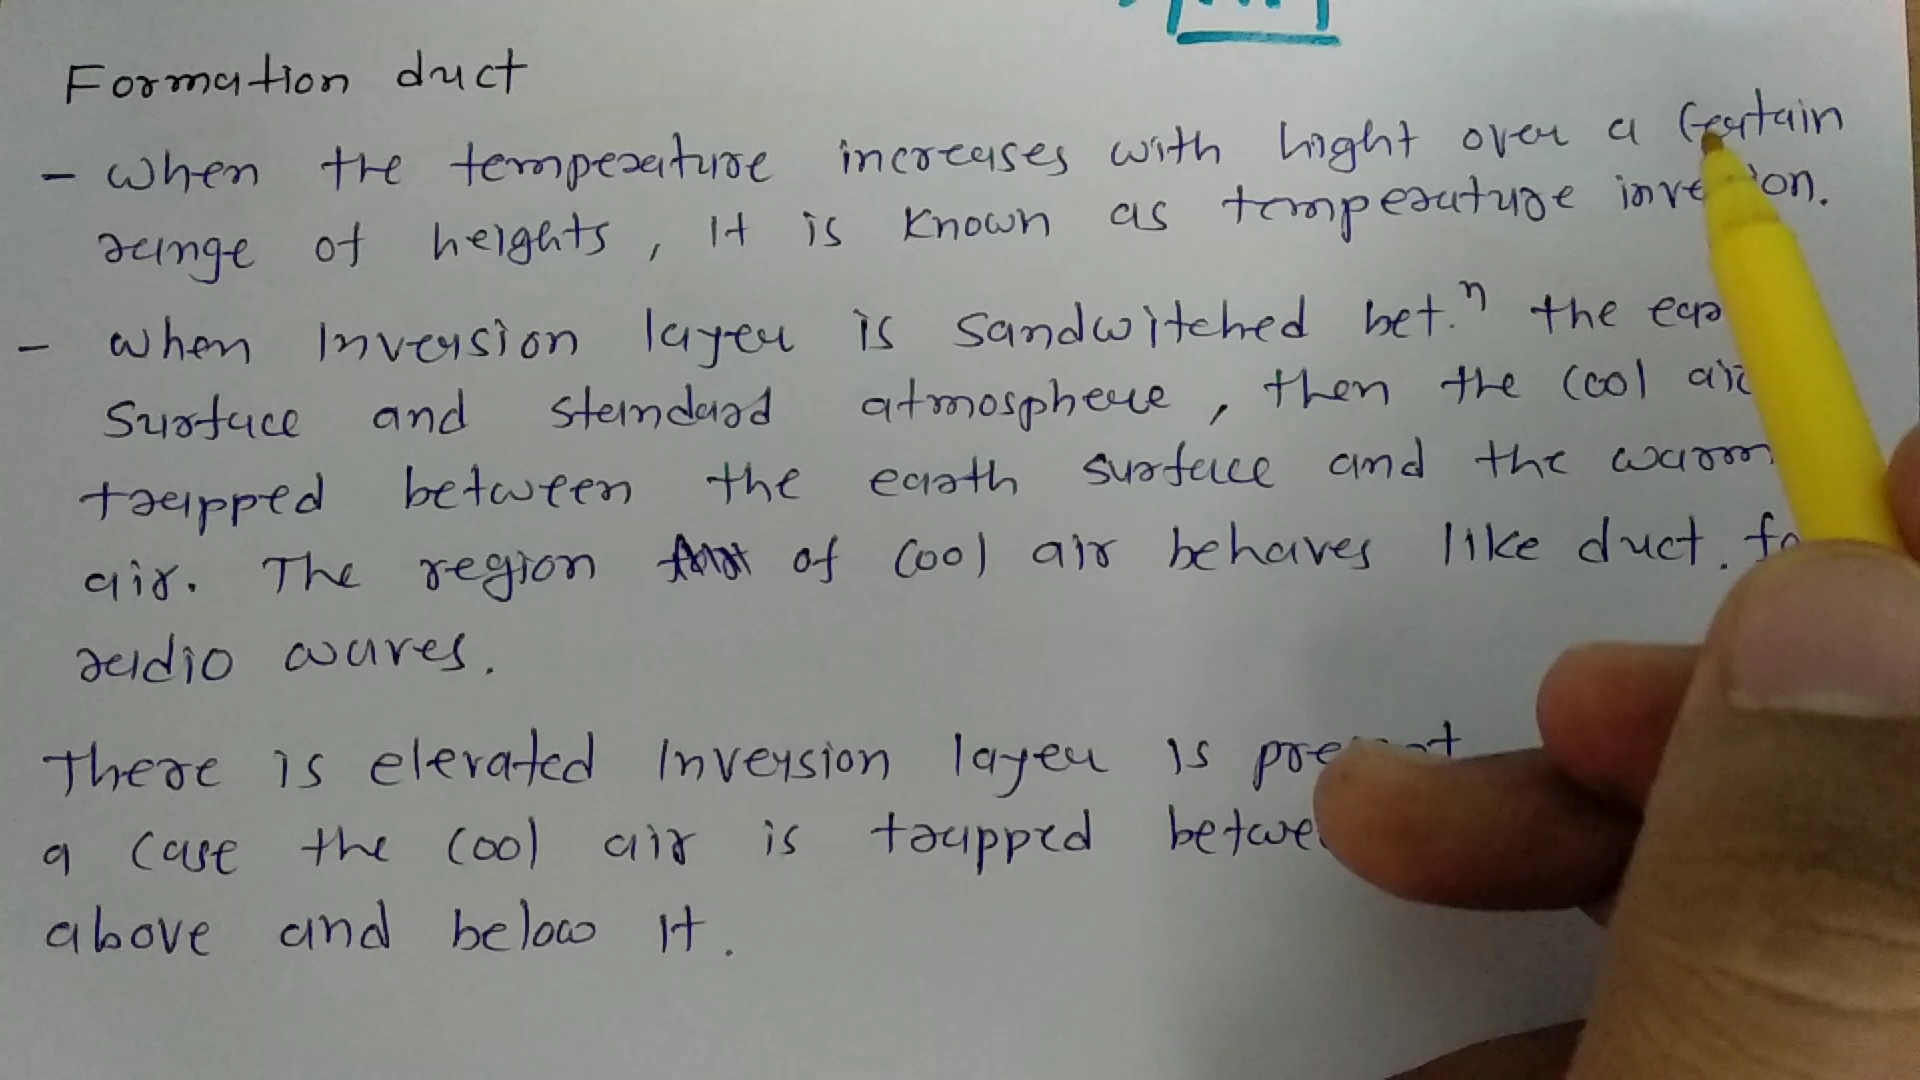 Formation duct
- when the temperature increases with hight over a certain
range of heights, It is known as temperature
- when Inversion layer is sandwitched bet.n the
surface and standard atmosphere, then the cool air
trapped between the earth surface and the warm
air. The region of cool air behaves like duct.
radio waves.
There is elevated Inversion layer is
a case the cool air is trapped
above and below It.